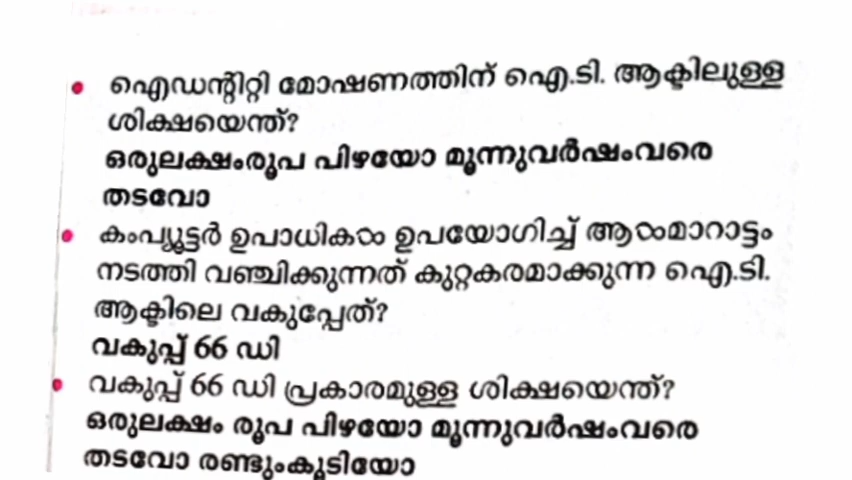 • ഐഡന്റിറ്റി മോഷണത്തിന് ഐ.ടി. ആക്ടിലുള്ള
ശിക്ഷയെന്ത്?
ഒരുലക്ഷംരൂപ പിഴയോ മൂന്നുവർഷംവരെ
തടവോ
• കംപ്യൂട്ടർ ഉപാധികൾ ഉപയോഗിച്ച് ആൾമാറാട്ടം
നടത്തി വഞ്ചിക്കുന്നത് കുറ്റകരമാക്കുന്ന ഐ.ടി.
ആക്ടിലെ വകുപ്പേത്?
വകുപ്പ് 66 ഡി
• വകുപ്പ് 66 ഡി പ്രകാരമുള്ള ശിക്ഷയെന്ത്?
ഒരുലക്ഷം രൂപ പിഴയോ മൂന്നുവർഷംവരെ
തടവോ രണ്ടുംകൂടിയോ